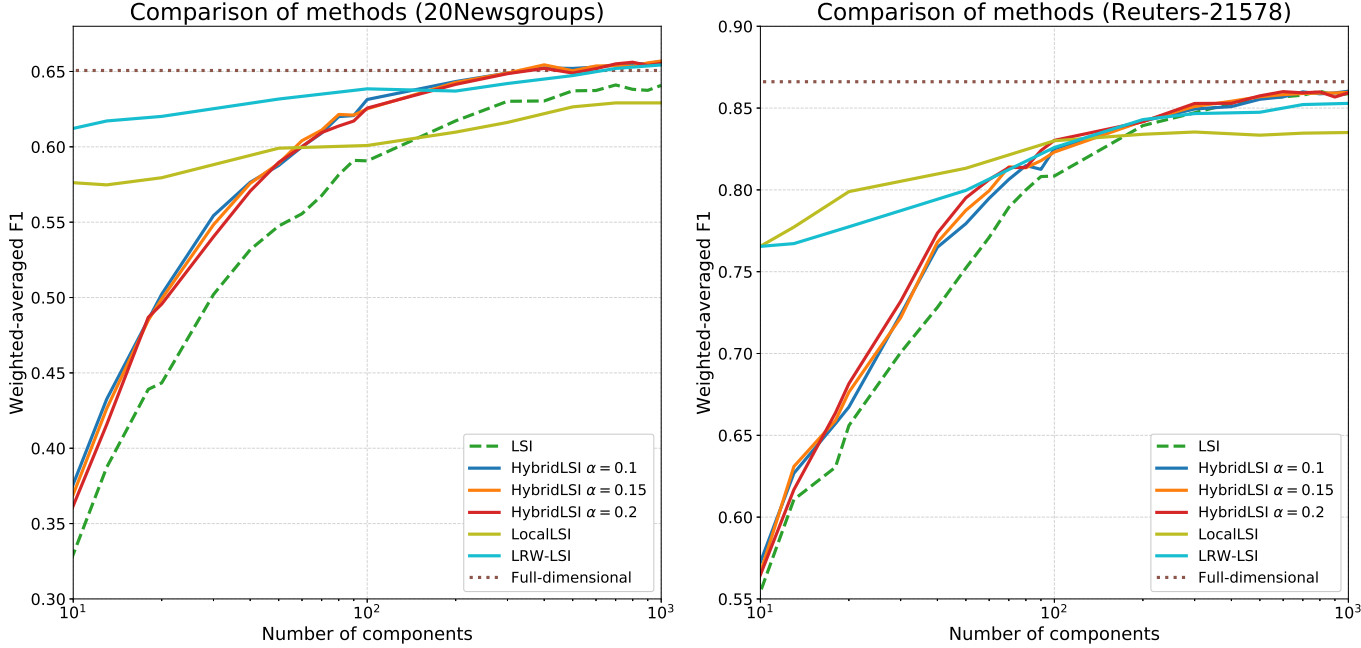 Comparison of methods (20Newsgroups)
Weighted-averaged F1
0.65
0.60
0.55
0.50
0.45
0.40
0.35
0.30
10¹
10²
10³
Number of components
LSI
HybridLSI α = 0.1
HybridLSI α = 0.15
HybridLSI α = 0.2
LocalLSI
LRW-LSI
Full-dimensional
Comparison of methods (Reuters-21578)
Weighted-averaged F1
0.90
0.85
0.80
0.75
0.70
0.65
0.60
0.55
10¹
10²
10³
Number of components
LSI
HybridLSI α = 0.1
HybridLSI α = 0.15
HybridLSI α = 0.2
LocalLSI
LRW-LSI
Full-dimensional